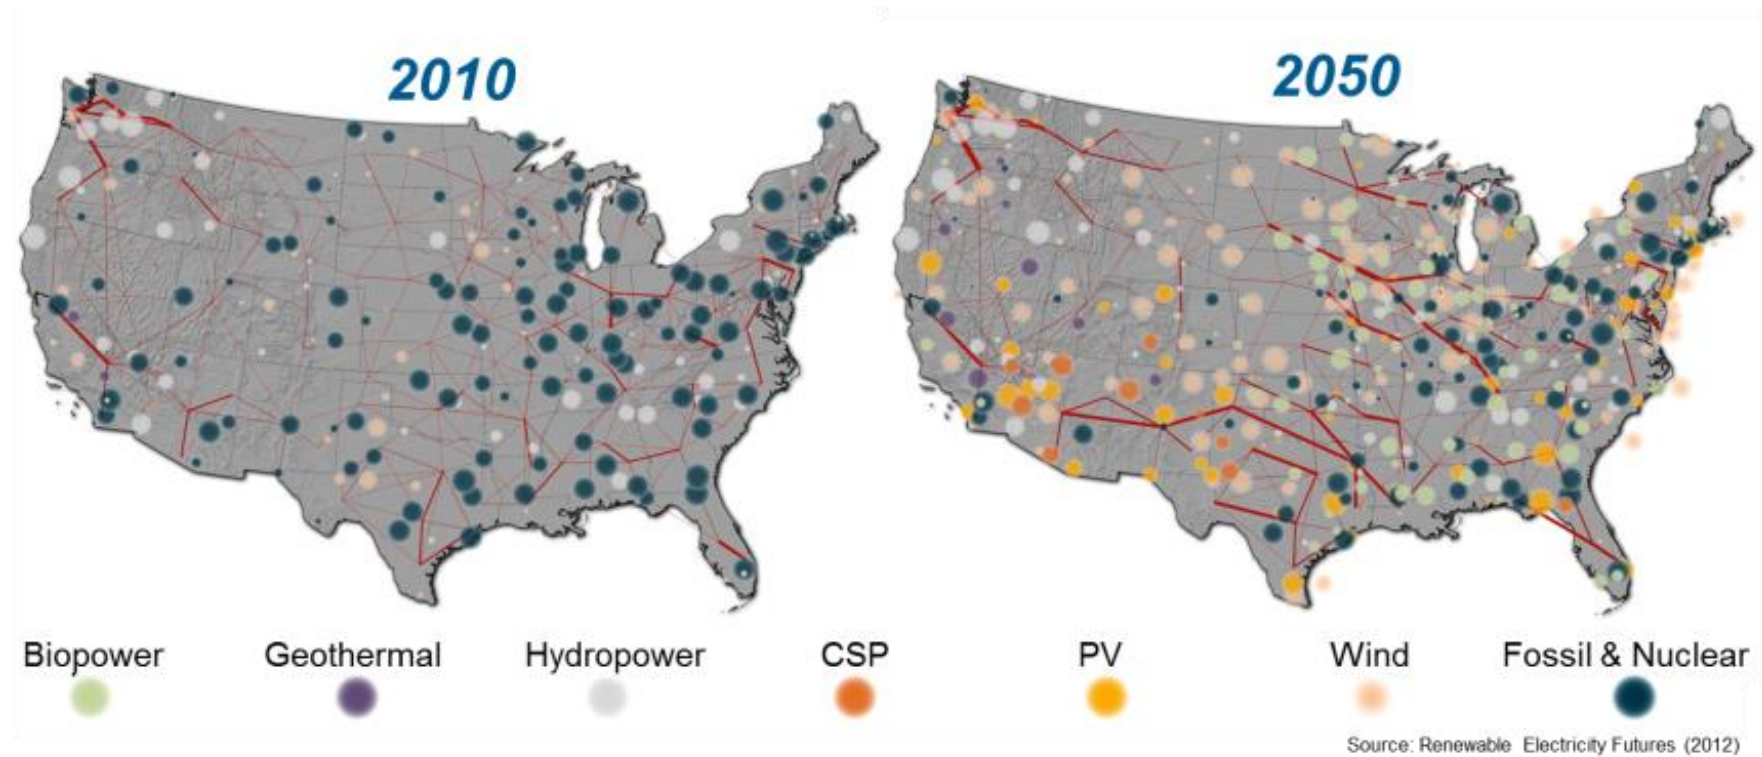 2010
2050
Biopower Geothermal Hydropower CSP PV Wind Fossil & Nuclear
Source: Renewable Electricity Futures (2012)